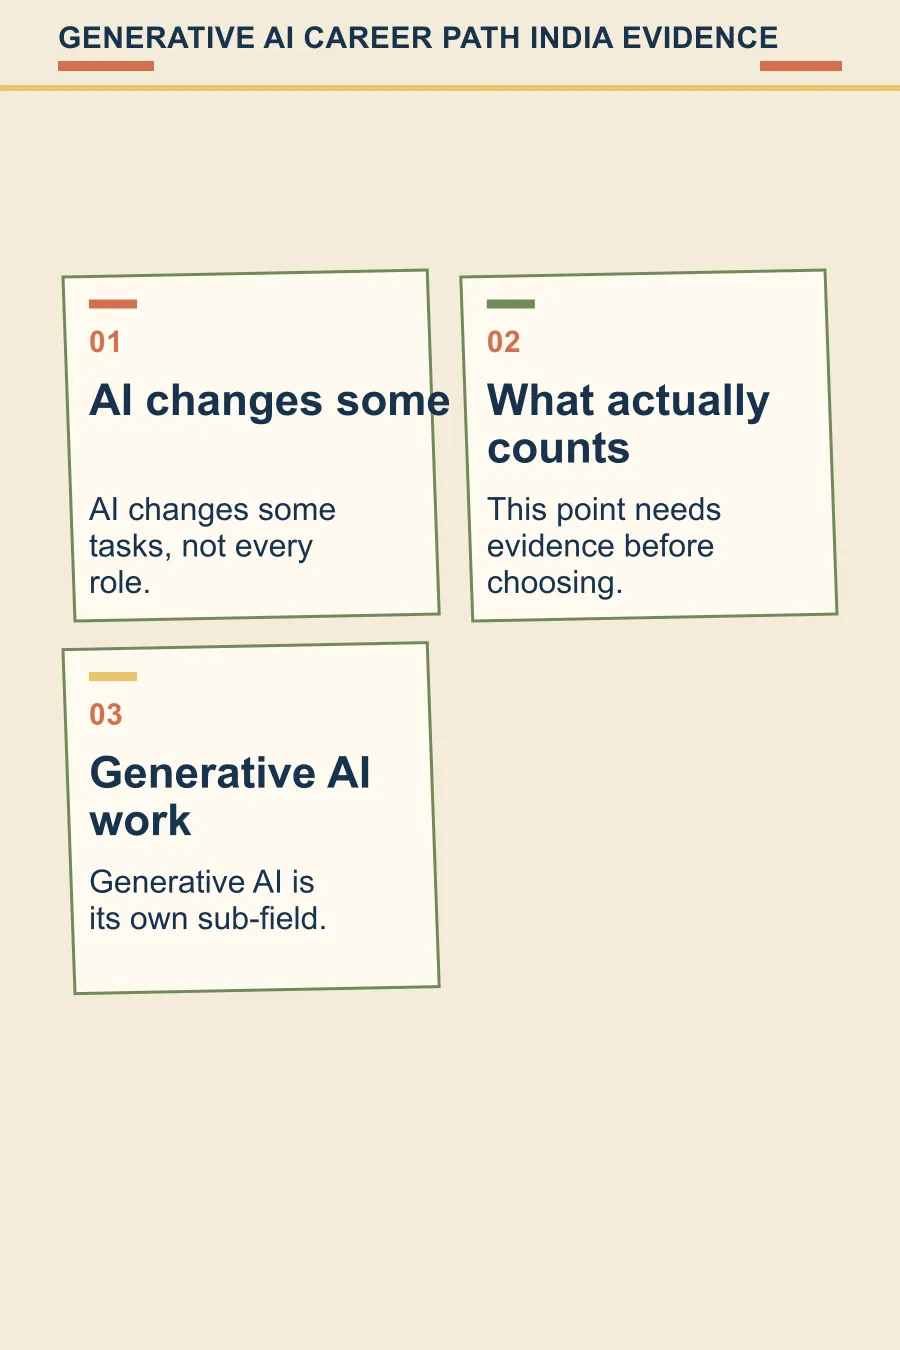 GENERATIVE AI CAREER PATH INDIA EVIDENCE
01
AI changes some
AI changes some
tasks, not every
role.
02
What actually
counts
This point needs
evidence before
choosing.
03
Generative AI
work
Generative AI is
its own sub-field.